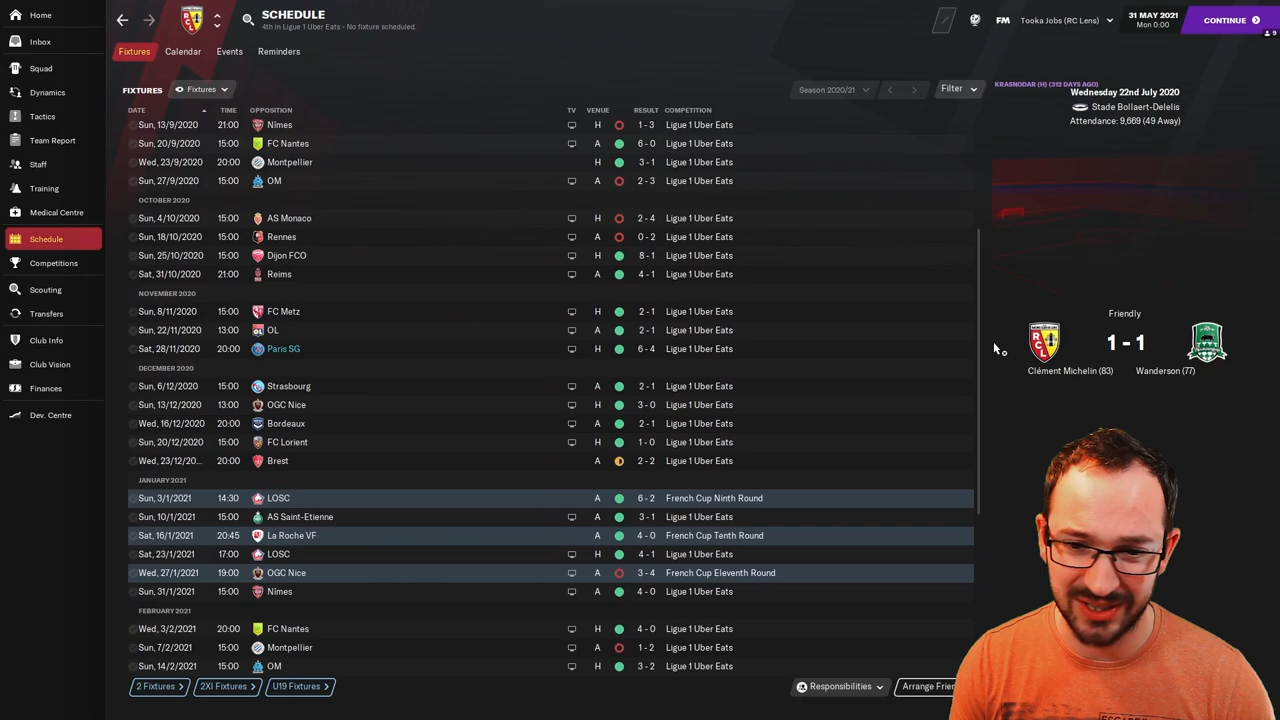 SCHEDULE
4th in Ligue 1 Uber Eats - No fixture scheduled.
FM Tooka Jobs (RC Lens) 31 MAY 2021 Mon 0:00 CONTINUE 9
Home
Inbox
Squad
Dynamics
Tactics
Team Report
Staff
Training
Medical Centre
Schedule
Competitions
Scouting
Transfers
Club Info
Club Vision
Finances
Dev. Centre
Fixtures Calendar Events Reminders
FIXTURES Fixtures Season 2020/21 Filter
DATE TIME OPPOSITION TV VENUE RESULT COMPETITION
Sun, 13/9/2020 21:00 Nîmes H 1 - 3 Ligue 1 Uber Eats
Sun, 20/9/2020 15:00 FC Nantes A 6 - 0 Ligue 1 Uber Eats
Wed, 23/9/2020 20:00 Montpellier H 3 - 1 Ligue 1 Uber Eats
Sun, 27/9/2020 15:00 OM A 2 - 3 Ligue 1 Uber Eats
OCTOBER 2020
Sun, 4/10/2020 15:00 AS Monaco H 2 - 4 Ligue 1 Uber Eats
Sun, 18/10/2020 15:00 Rennes A 0 - 2 Ligue 1 Uber Eats
Sun, 25/10/2020 15:00 Dijon FCO H 8 - 1 Ligue 1 Uber Eats
Sat, 31/10/2020 21:00 Reims A 4 - 1 Ligue 1 Uber Eats
NOVEMBER 2020
Sun, 8/11/2020 15:00 FC Metz H 2 - 1 Ligue 1 Uber Eats
Sun, 22/11/2020 13:00 OL A 2 - 1 Ligue 1 Uber Eats
Sat, 28/11/2020 20:00 Paris SG H 6 - 4 Ligue 1 Uber Eats
DECEMBER 2020
Sun, 6/12/2020 15:00 Strasbourg A 2 - 1 Ligue 1 Uber Eats
Sun, 13/12/2020 13:00 OGC Nice H 3 - 0 Ligue 1 Uber Eats
Wed, 16/12/2020 20:00 Bordeaux A 2 - 1 Ligue 1 Uber Eats
Sun, 20/12/2020 15:00 FC Lorient H 1 - 0 Ligue 1 Uber Eats
Wed, 23/12/20... 20:00 Brest A 2 - 2 Ligue 1 Uber Eats
JANUARY 2021
Sun, 3/1/2021 14:30 LOSC A 6 - 2 French Cup Ninth Round
Sun, 10/1/2021 15:00 AS Saint-Etienne A 3 - 1 Ligue 1 Uber Eats
Sat, 16/1/2021 20:45 La Roche VF A 4 - 0 French Cup Tenth Round
Sat, 23/1/2021 17:00 LOSC H 4 - 1 Ligue 1 Uber Eats
Wed, 27/1/2021 19:00 OGC Nice A 3 - 4 French Cup Eleventh Round
Sun, 31/1/2021 15:00 Nîmes A 4 - 0 Ligue 1 Uber Eats
FEBRUARY 2021
Wed, 3/2/2021 20:00 FC Nantes H 4 - 0 Ligue 1 Uber Eats
Sun, 7/2/2021 15:00 Montpellier A 1 - 2 Ligue 1 Uber Eats
Sun, 14/2/2021 15:00 OM H 3 - 2 Ligue 1 Uber Eats
2 Fixtures 2XI Fixtures U19 Fixtures Responsibilities Arrange Frien
KRASNODAR (H) (312 DAYS AGO)
Wednesday 22nd July 2020
Stade Bollaert-Delelis
Attendance: 9,669 (49 Away)
Friendly
RCL 1 - 1
Clément Michelin (83) Wanderson (77)